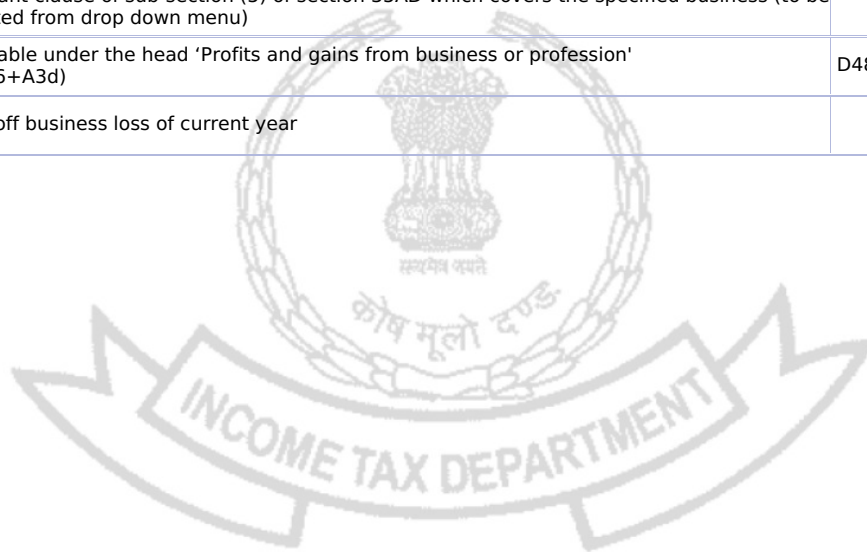 ant clause of sub section (5) of section 35AD which covers the specified business (to be
ted from drop down menu)
able under the head ‘Profits and gains from business or profession'
6+A3d)
D48
off business loss of current year
सत्यमेव जयते
कोष मूलो दण्डः
INCOME TAX DEPARTMENT